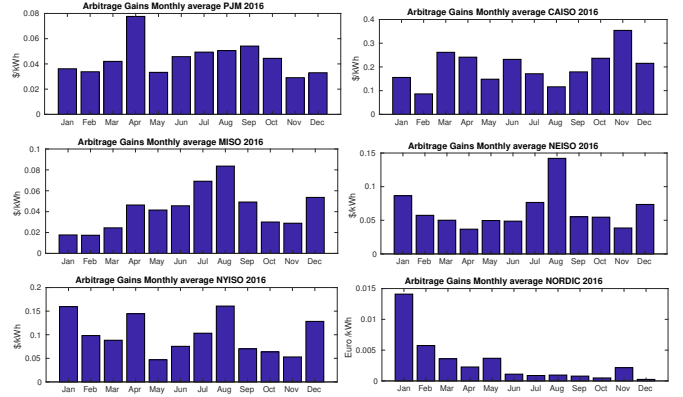 Arbitrage Gains Monthly average PJM 2016
0.08
0.06
0.04
0.02
0
$/kWh
Jan Feb Mar Apr May Jun Jul Aug Sep Oct Nov Dec
Arbitrage Gains Monthly average CAISO 2016
0.4
0.3
0.2
0.1
0
$/kWh
Jan Feb Mar Apr May Jun Jul Aug Sep Oct Nov Dec
Arbitrage Gains Monthly average MISO 2016
0.1
0.08
0.06
0.04
0.02
0
$/kWh
Jan Feb Mar Apr May Jun Jul Aug Sep Oct Nov Dec
Arbitrage Gains Monthly average NEISO 2016
0.15
0.1
0.05
0
$/kWh
Jan Feb Mar Apr May Jun Jul Aug Sep Oct Nov Dec
Arbitrage Gains Monthly average NYISO 2016
0.2
0.15
0.1
0.05
0
$/kWh
Jan Feb Mar Apr May Jun Jul Aug Sep Oct Nov Dec
Arbitrage Gains Monthly average NORDIC 2016
0.015
0.01
0.005
0
Euro /kWh
Jan Feb Mar Apr May Jun Jul Aug Sep Oct Nov Dec